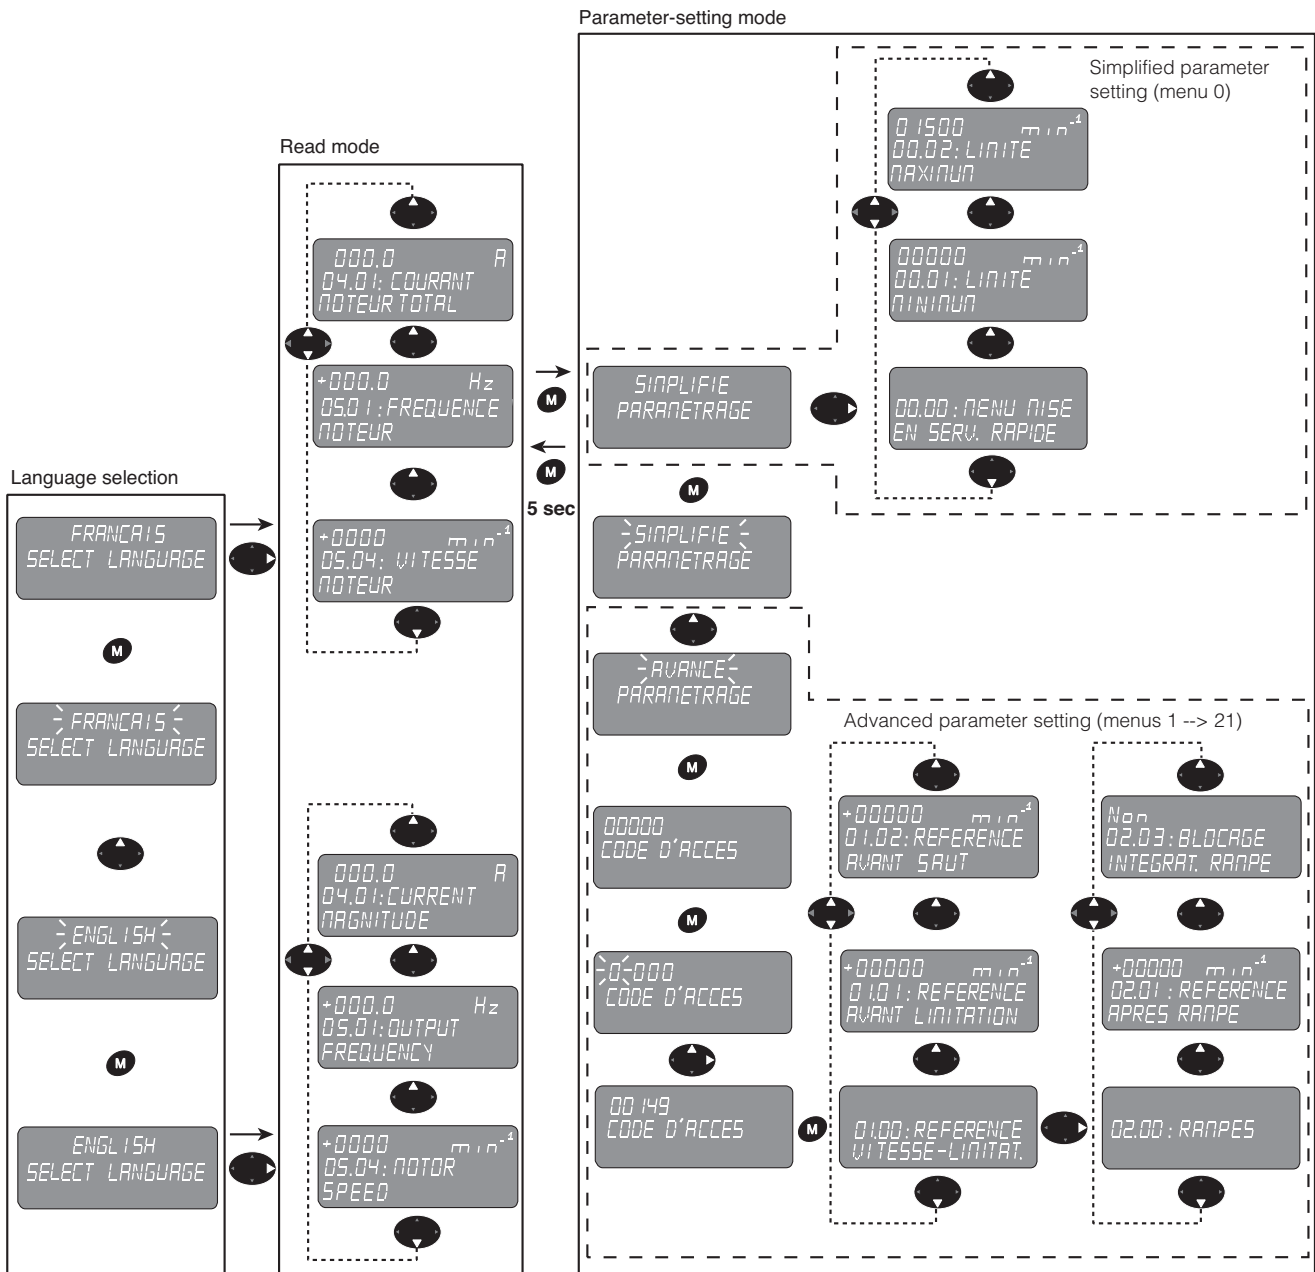 Parameter-setting mode
Simplified parameter
setting (menu 0)
01500 min-1
00.02: LIMITE
MAXIMUM
00000 min-1
00.01: LIMITE
MINIMUM
00.00: MENU MISE
EN SERV. RAPIDE
Read mode
000.0 A
04.01: COURANT
MOTEUR TOTAL
+000.0 Hz
05.01: FREQUENCE
MOTEUR
+0000 min-1
05.04: VITESSE
MOTEUR
M
M
5 sec
SIMPLIFIE
PARAMETRAGE
M
SIMPLIFIE
PARAMETRAGE
Language selection
FRANCAIS
SELECT LANGUAGE
M
FRANCAIS
SELECT LANGUAGE
ENGLISH
SELECT LANGUAGE
M
ENGLISH
SELECT LANGUAGE
000.0 A
04.01: CURRENT
MAGNITUDE
+000.0 Hz
05.01: OUTPUT
FREQUENCY
+0000 min-1
05.04: MOTOR
SPEED
AVANCE
PARAMETRAGE
M
00000
CODE D'ACCES
M
0000
CODE D'ACCES
00149
CODE D'ACCES
M
Advanced parameter setting (menus 1 --> 21)
+00000 min-1
01.02: REFERENCE
AVANT SAUT
+00000 min-1
01.01: REFERENCE
AVANT LIMITATION
01.00: REFERENCE
VITESSE-LIMITAT.
Non
02.03: BLOCAGE
INTEGRAT. RAMPE
+00000 min-1
02.01: REFERENCE
APRES RAMPE
02.00: RAMPES